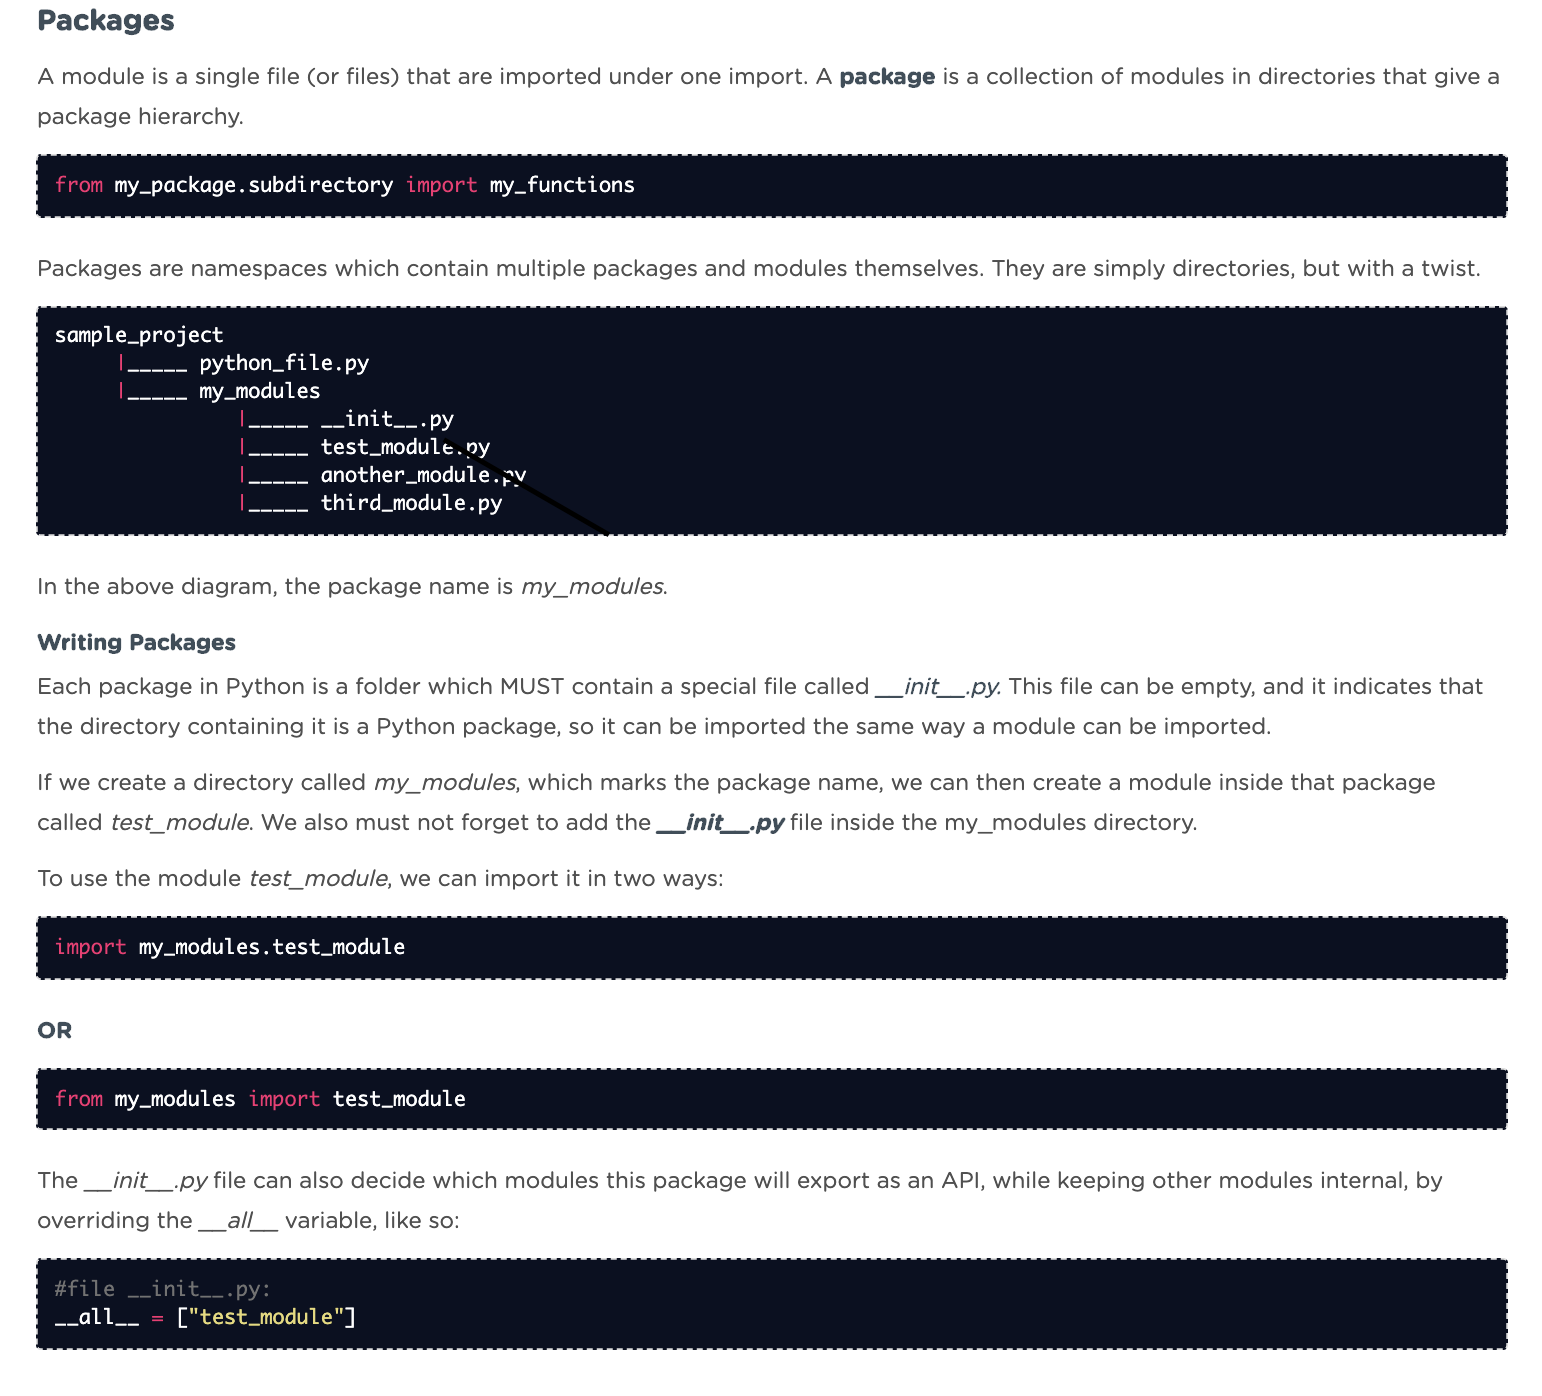 Packages
A module is a single file (or files) that are imported under one import. A package is a collection of modules in directories that give a
package hierarchy.
from my_package.subdirectory import my_functions
Packages are namespaces which contain multiple packages and modules themselves. They are simply directories, but with a twist.
sample_project
|_____ python_file.py
|_____ my_modules
|_____ __init__.py
|_____ test_module.py
|_____ another_module.py
|_____ third_module.py
In the above diagram, the package name is my_modules.
Writing Packages
Each package in Python is a folder which MUST contain a special file called __init__.py. This file can be empty, and it indicates that
the directory containing it is a Python package, so it can be imported the same way a module can be imported.
If we create a directory called my_modules, which marks the package name, we can then create a module inside that package
called test_module. We also must not forget to add the __init__.py file inside the my_modules directory.
To use the module test_module, we can import it in two ways:
import my_modules.test_module
OR
from my_modules import test_module
The __init__.py file can also decide which modules this package will export as an API, while keeping other modules internal, by
overriding the __all__ variable, like so:
#file __init__.py:
__all__ = ["test_module"]